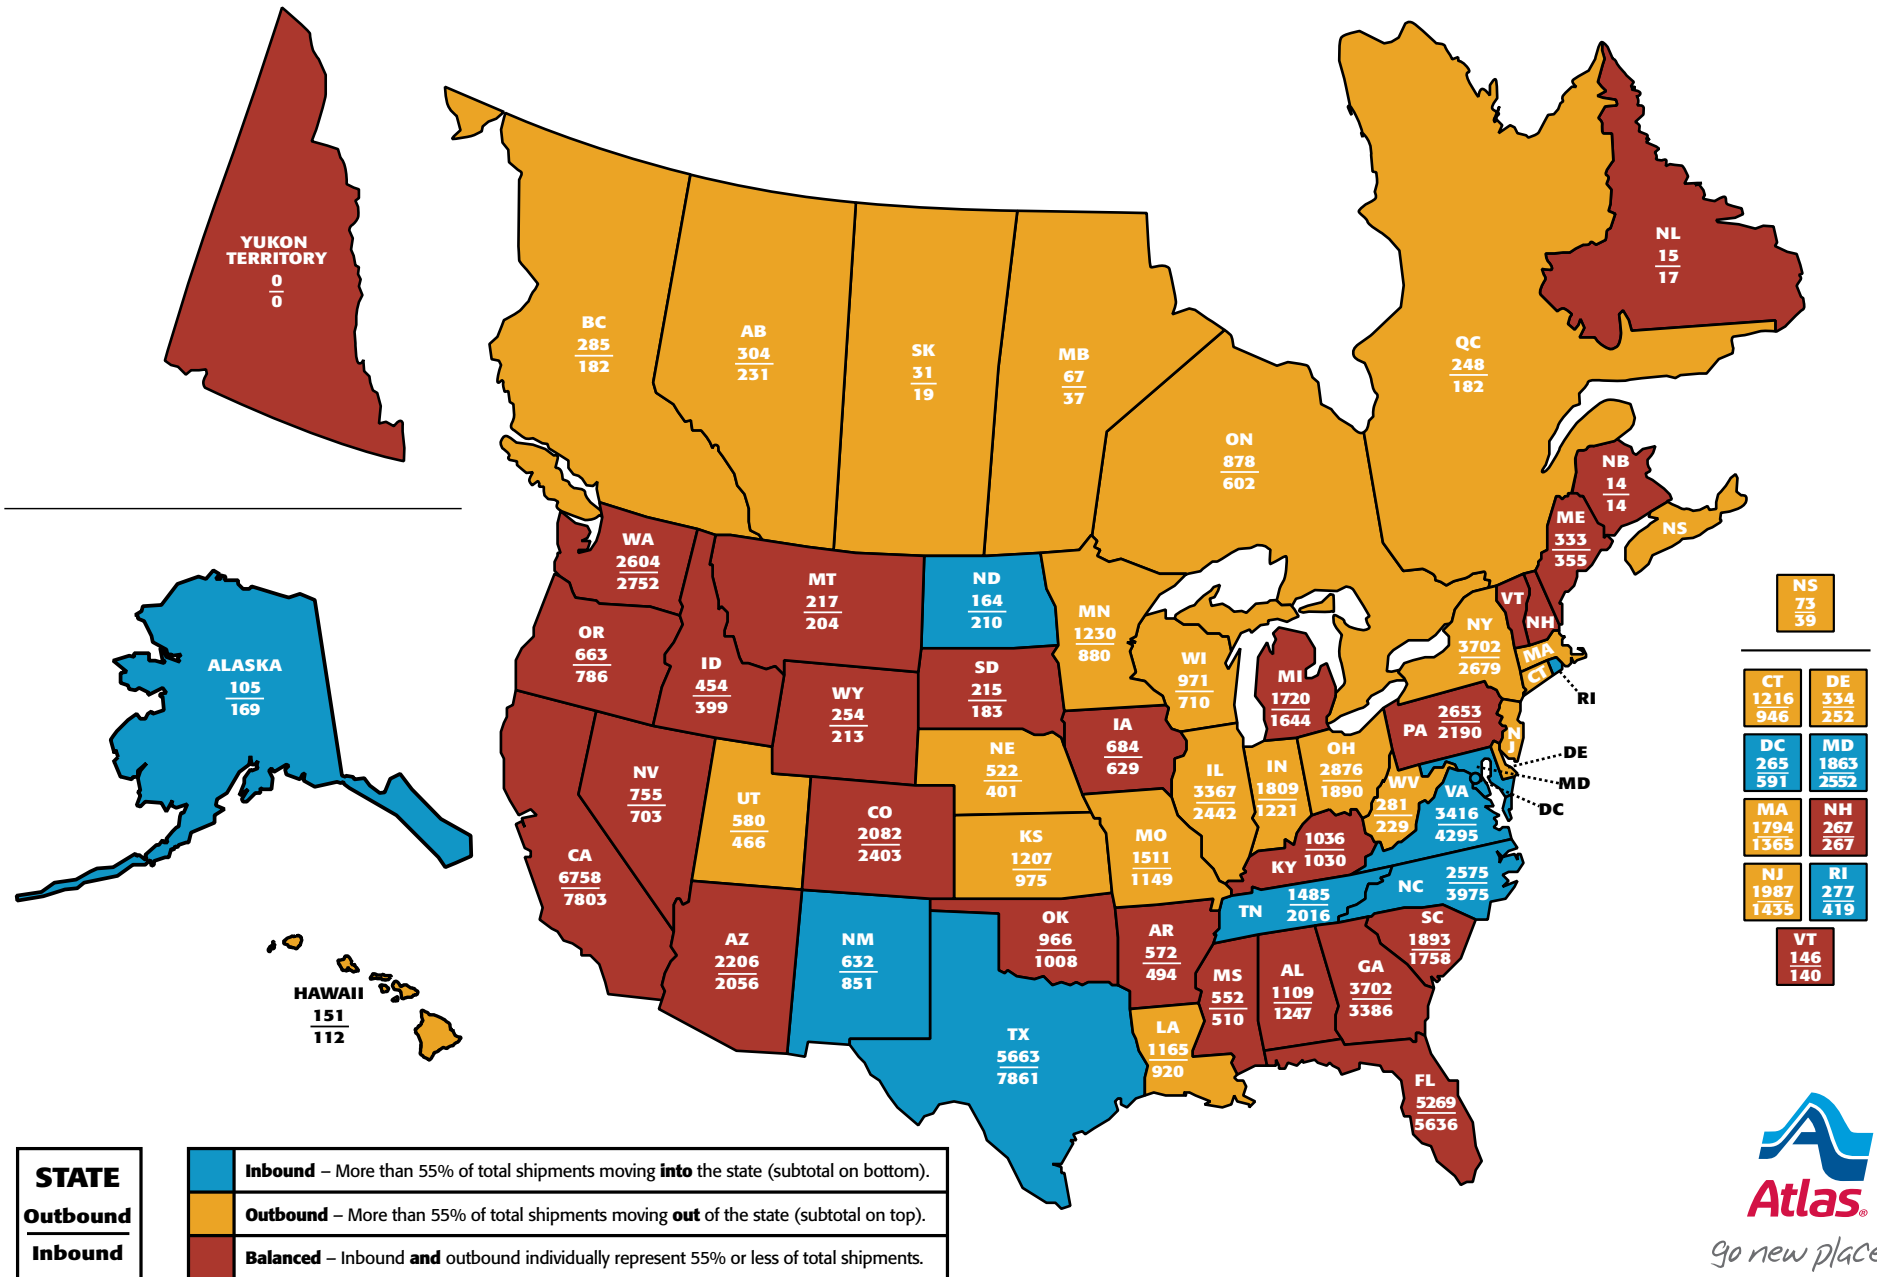 YUKON
TERRITORY
0
0
BC
285
182
AB
304
231
SK
31
19
MB
67
37
ON
878
602
QC
248
182
NL
15
17
NB
14
14
NS
ME
333
355
WA
2604
2752
MT
217
204
ND
164
210
MN
1230
880
OR
663
786
ID
454
399
WY
254
213
SD
215
183
WI
971
710
MI
1720
1644
NY
3702
2679
VT
NH
MA
CT
RI
PA
2653
2190
NJ
DE
MD
DC
NV
755
703
UT
580
466
CO
2082
2403
NE
522
401
IA
684
629
IL
3367
2442
IN
1809
1221
OH
2876
1890
WV
281
229
VA
3416
4295
CA
6758
7803
KS
1207
975
MO
1511
1149
KY
1036
1030
TN
1485
2016
NC
2575
3975
AZ
2206
2056
NM
632
851
OK
966
1008
AR
572
494
MS
552
510
AL
1109
1247
GA
3702
3386
SC
1893
1758
TX
5663
7861
LA
1165
920
FL
5269
5636
ALASKA
105
169
HAWAII
151
112
NS
73
39
CT
1216
946
DE
334
252
DC
265
591
MD
1863
2552
MA
1794
1365
NH
267
267
NJ
1987
1435
RI
277
419
VT
146
140
STATE
Outbound
Inbound
Inbound – More than 55% of total shipments moving into the state (subtotal on bottom).
Outbound – More than 55% of total shipments moving out of the state (subtotal on top).
Balanced – Inbound and outbound individually represent 55% or less of total shipments.
Atlas®
go new place